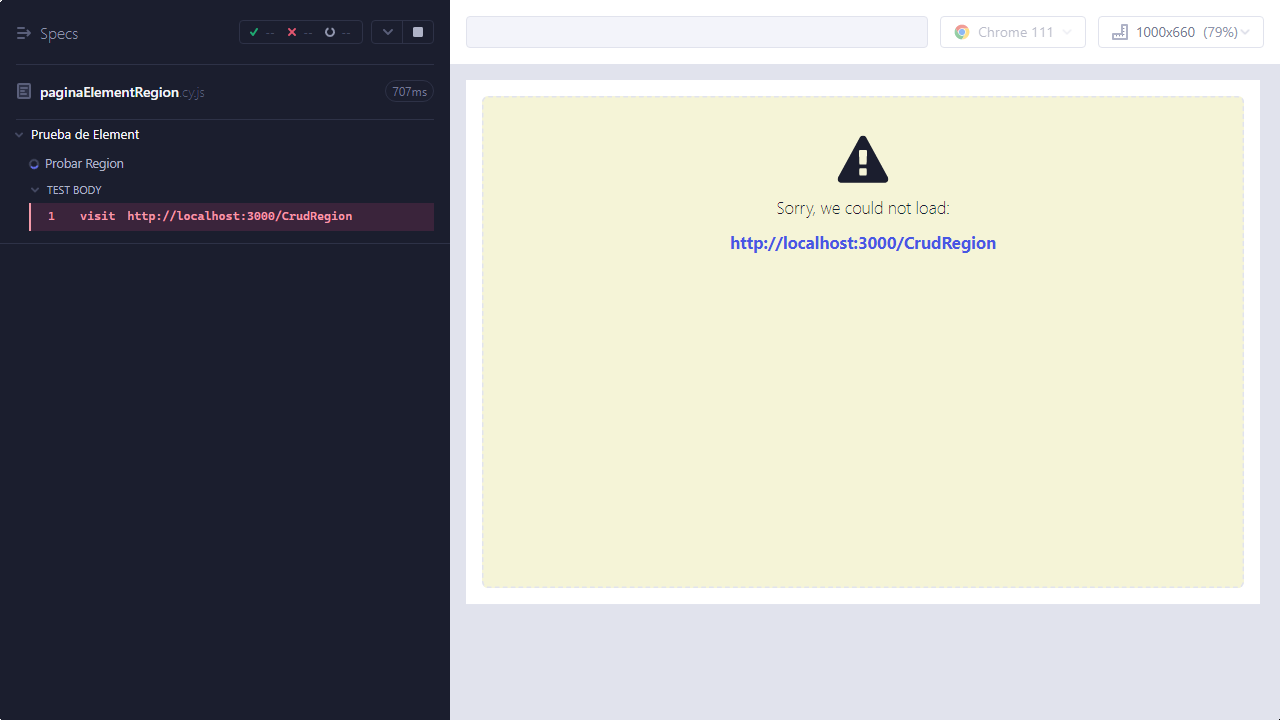 Specs
--
--
--
paginaElementRegion.cy.js
707ms
Prueba de Element
Probar Region
TEST BODY
1 visit http://localhost:3000/CrudRegion
Chrome 111
1000x660 (79%)
Sorry, we could not load:
http://localhost:3000/CrudRegion